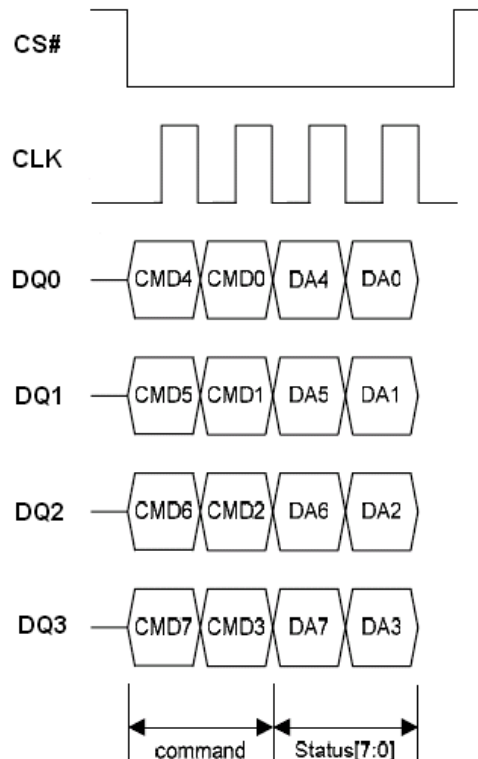 CS#
CLK
DQ0 CMD4 CMD0 DA4 DA0
DQ1 CMD5 CMD1 DA5 DA1
DQ2 CMD6 CMD2 DA6 DA2
DQ3 CMD7 CMD3 DA7 DA3
command Status[7:0]